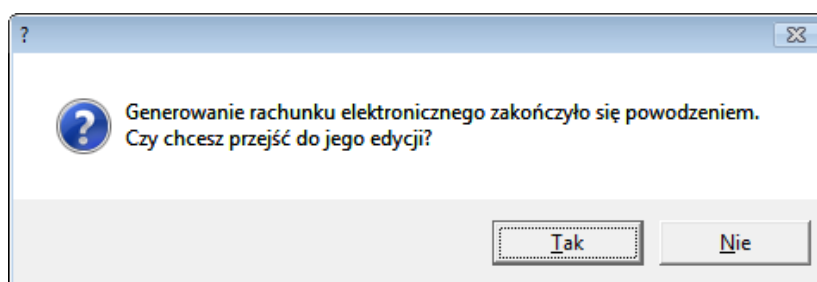 ?
Generowanie rachunku elektronicznego zakończyło się powodzeniem.
Czy chcesz przejść do jego edycji?
Tak Nie